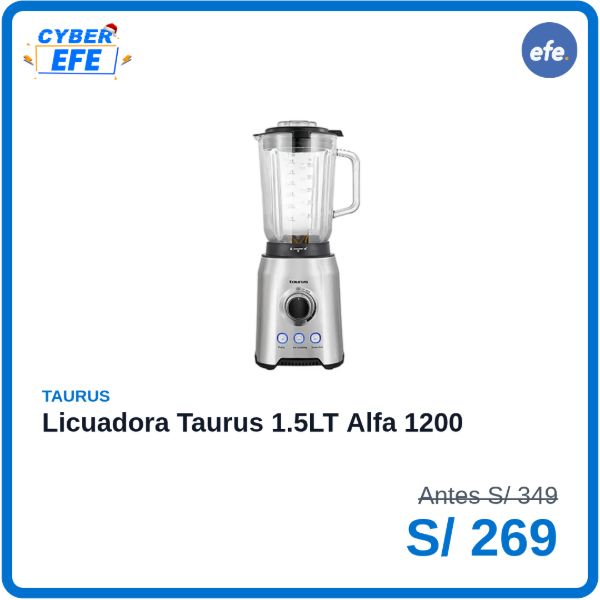 CYBER
EFE
efe.
taurus
TAURUS
Licuadora Taurus 1.5LT Alfa 1200
Antes S/ 349
S/ 269